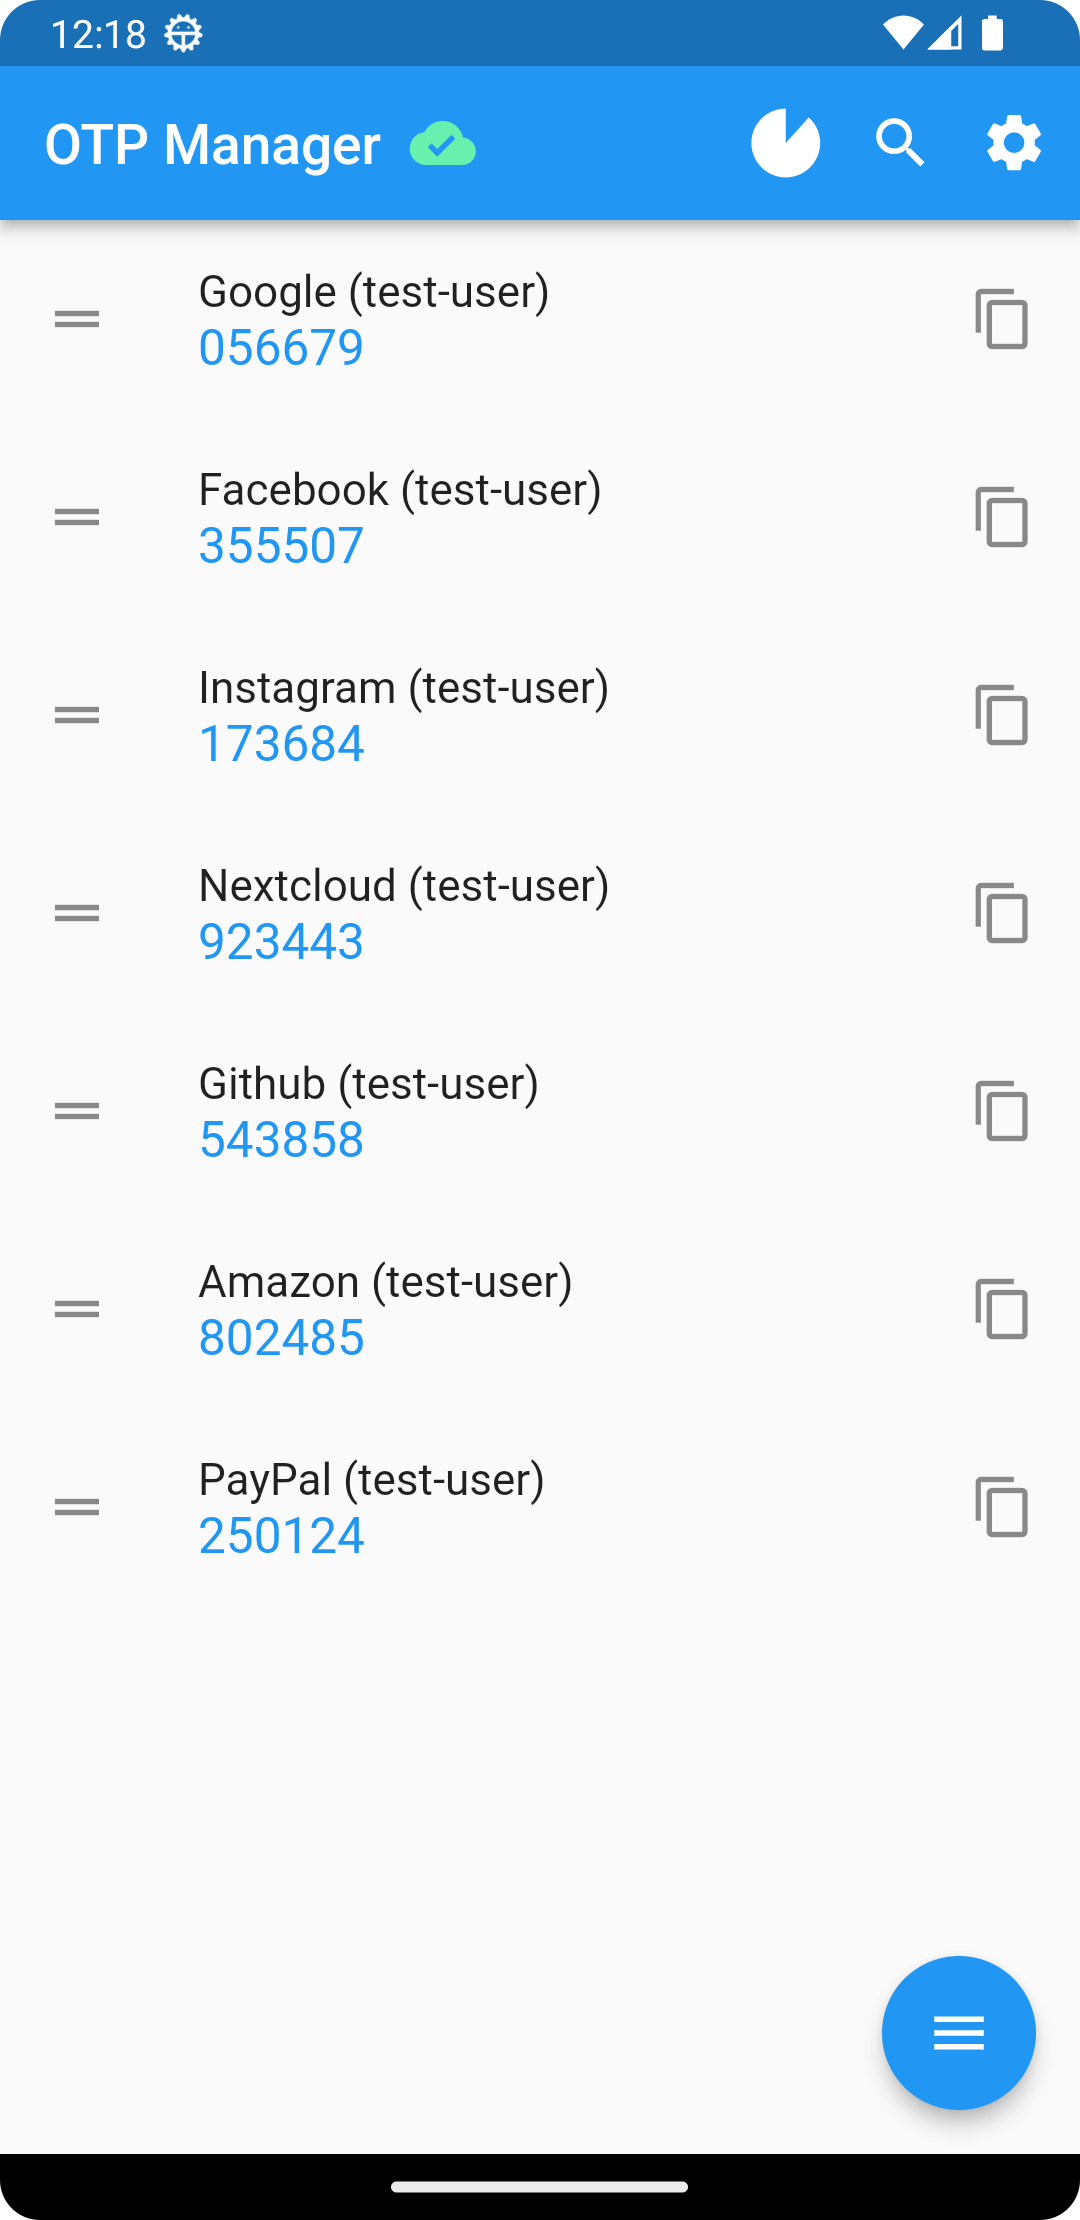 12:18
OTP Manager
Google (test-user)
056679
Facebook (test-user)
355507
Instagram (test-user)
173684
Nextcloud (test-user)
923443
Github (test-user)
543858
Amazon (test-user)
802485
PayPal (test-user)
250124